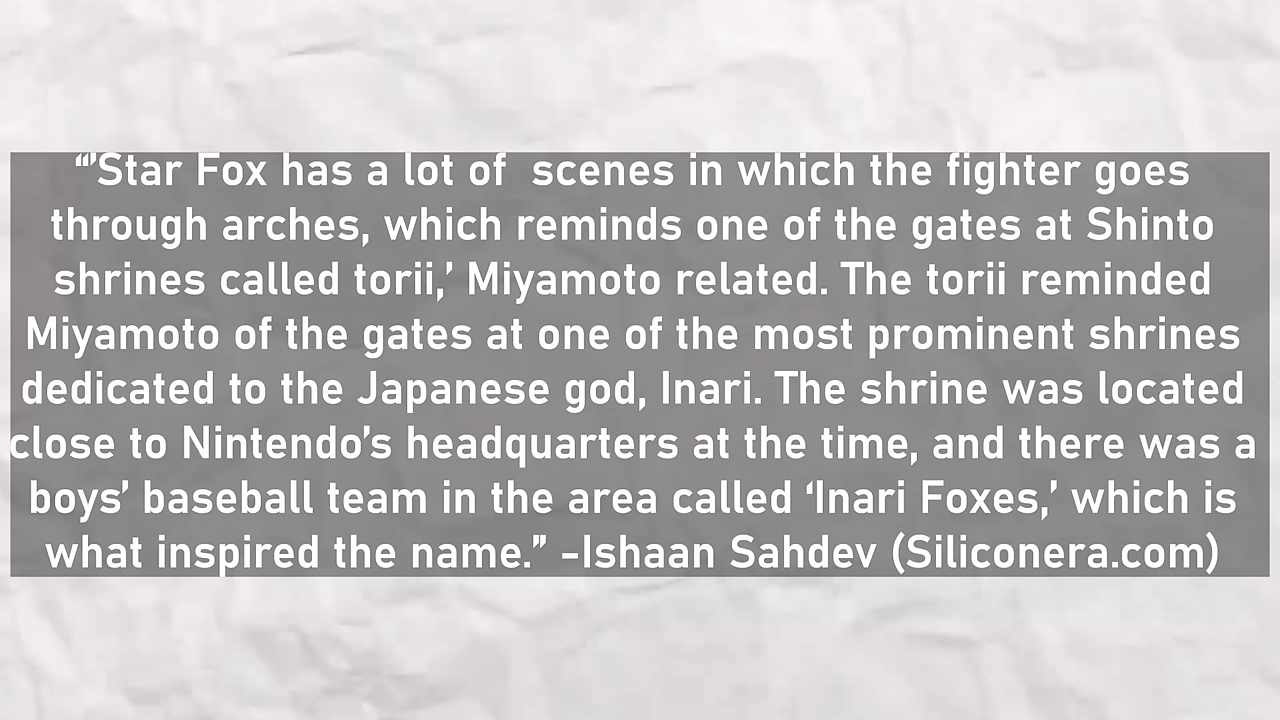 “’Star Fox has a lot of  scenes in which the fighter goes
through arches, which reminds one of the gates at Shinto
shrines called torii,’ Miyamoto related. The torii reminded
Miyamoto of the gates at one of the most prominent shrines
dedicated to the Japanese god, Inari. The shrine was located
close to Nintendo’s headquarters at the time, and there was a
boys’ baseball team in the area called ‘Inari Foxes,’ which is
what inspired the name.” -Ishaan Sahdev (Siliconera.com)